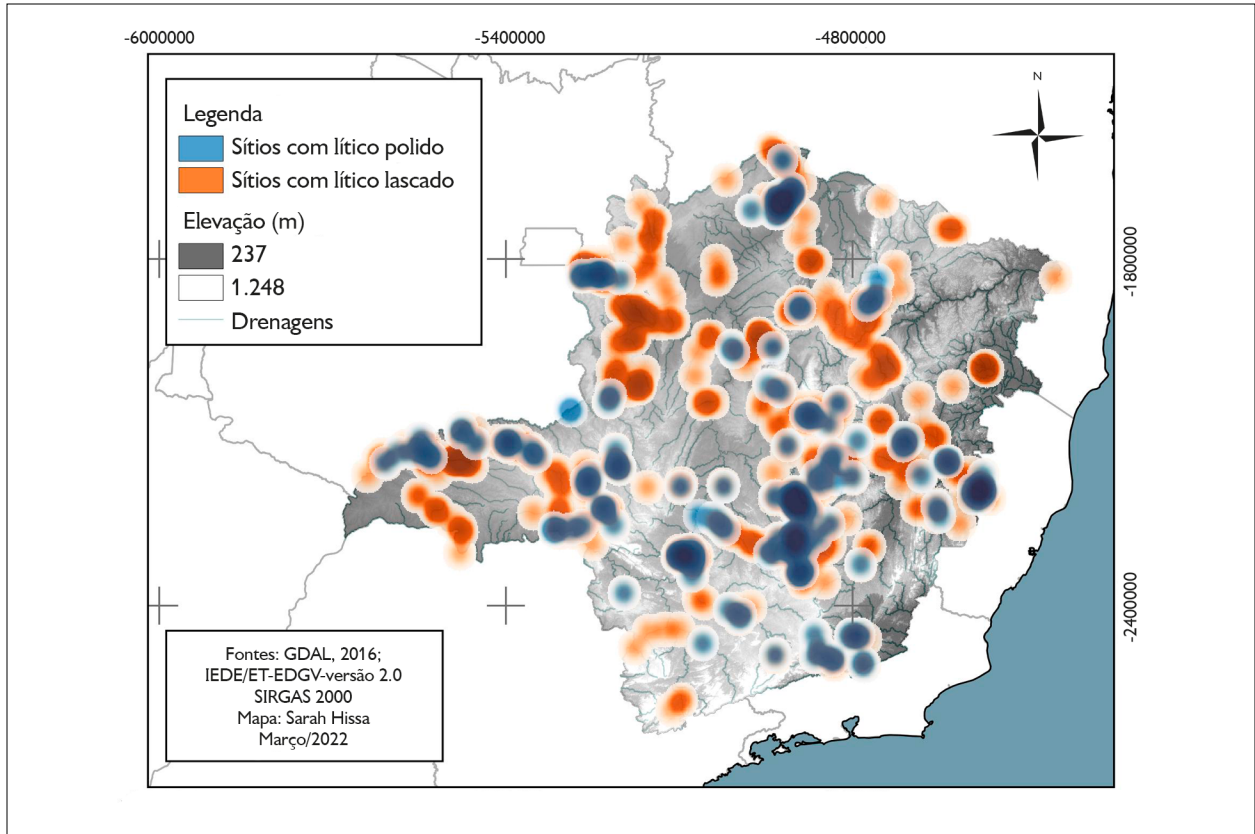 -6000000
-5400000
-4800000
N
Legenda
Sítios com lítico polido
Sítios com lítico lascado
Elevação (m)
237
1.248
Drenagens
-1800000
-2400000
Fontes: GDAL, 2016;
IEDE/ET-EDGV-versão 2.0
SIRGAS 2000
Mapa: Sarah Hissa
Março/2022